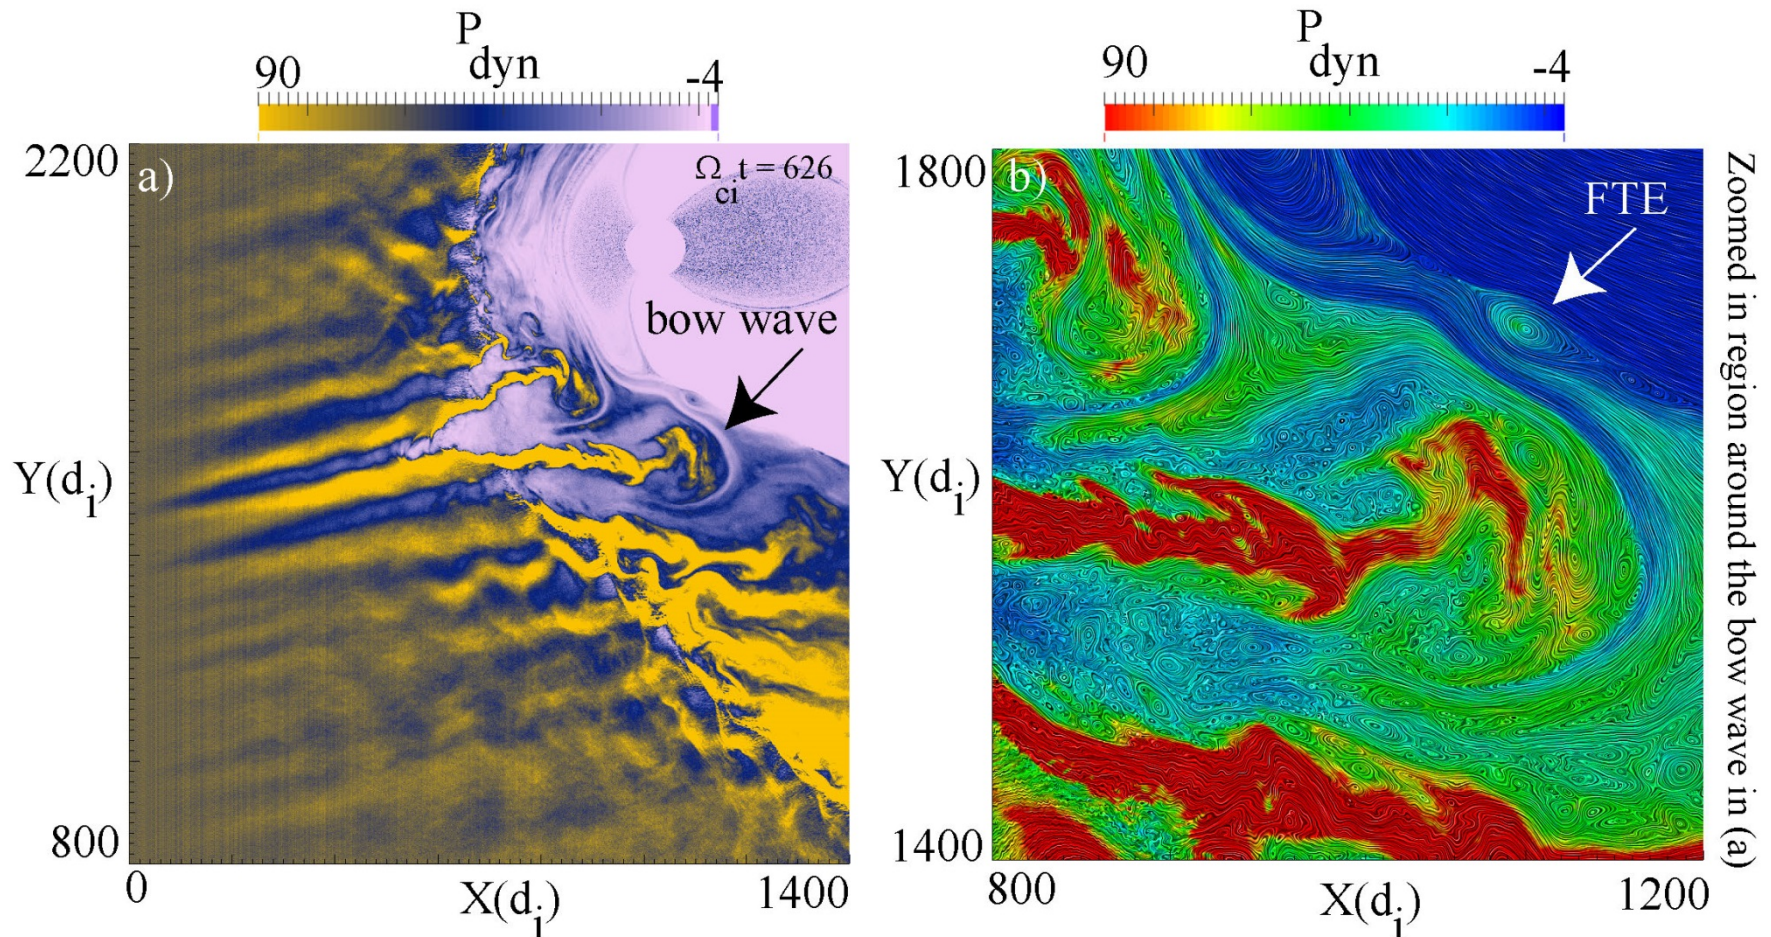 P
dyn
90
-4
2200
a)
Ω t = 626
ci
bow wave
Y(d
i
)
800
0
X(d
i
)
1400
P
dyn
90
-4
1800
b)
FTE
Y(d
i
)
1400
800
X(d
i
)
1200
Zoomed in region around the bow wave in (a)